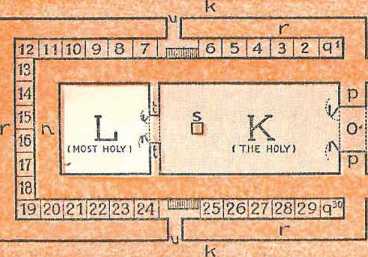 k
u
r
12 11 10 9 8 7 6 5 4 3 2 q¹
13
14
15
16
17
18
r
n
L
(MOST HOLY)
t
t
s
K
(THE HOLY)
p
o
p
19 20 21 22 23 24 25 26 27 28 29 q³⁰
r
u
k